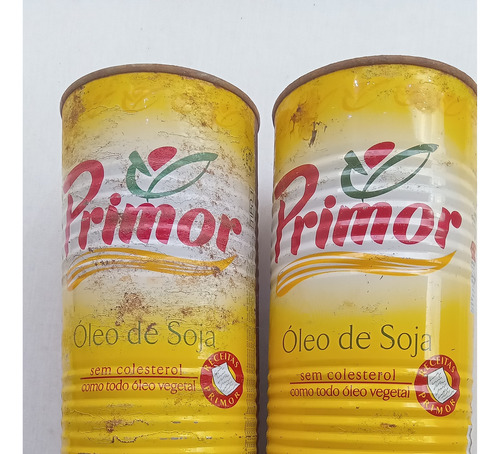 Primor
Óleo de Soja
sem colesterol
como todo óleo vegetal
RECEITAS
PRIMOR
Primor
Óleo de Soja
sem colesterol
como todo óleo vegetal
RECEITAS
PRIMOR